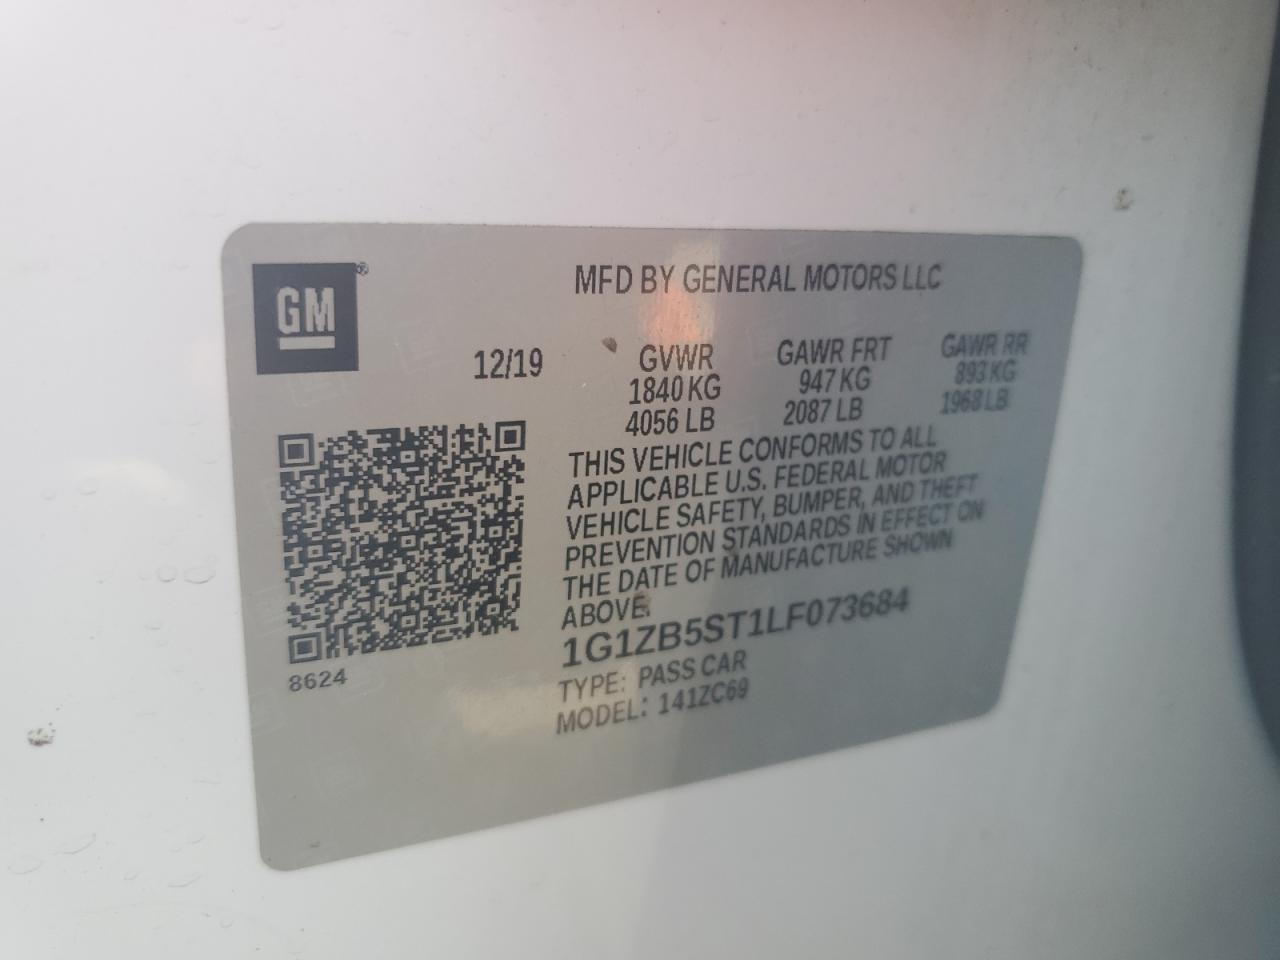 GM®
MFD BY GENERAL MOTORS LLC
12/19 GVWR GAWR FRT GAWR RR
1840 KG 947 KG 893 KG
4056 LB 2087 LB 1968 LB
THIS VEHICLE CONFORMS TO ALL
APPLICABLE U.S. FEDERAL MOTOR
VEHICLE SAFETY, BUMPER, AND THEFT
PREVENTION STANDARDS IN EFFECT ON
THE DATE OF MANUFACTURE SHOWN
ABOVE.
1G1ZB5ST1LF073684
TYPE: PASS CAR
MODEL: 141ZC69
8624